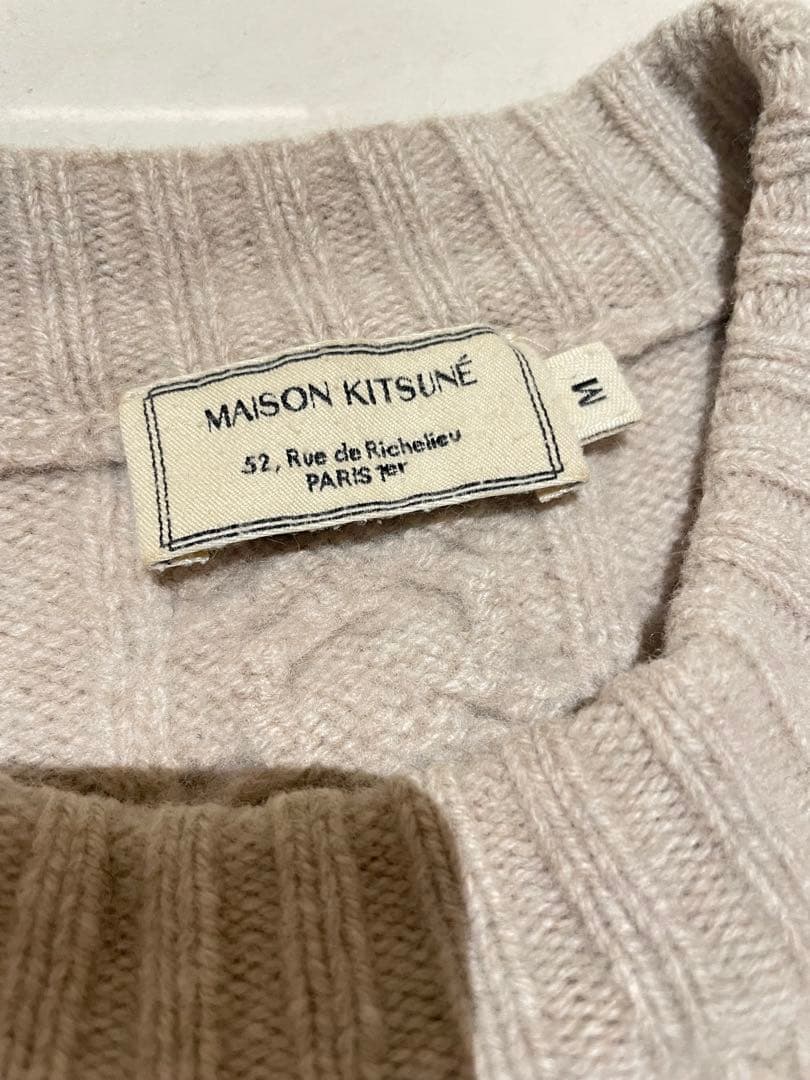 MAISON KITSUNÉ
52, Rue de Richelieu
PARIS 1er
M